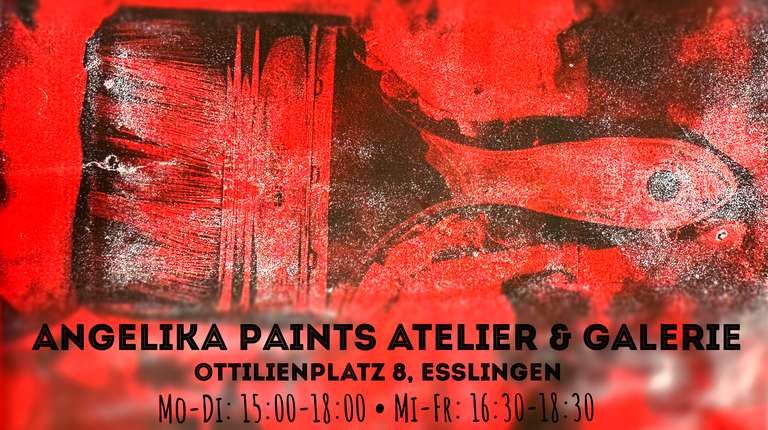 ANGELIKA PAINTS ATELIER & GALERIE
OTTILIENPLATZ 8, ESSLINGEN
Mo-Di: 15:00-18:00 • Mi-Fr: 16:30-18:30